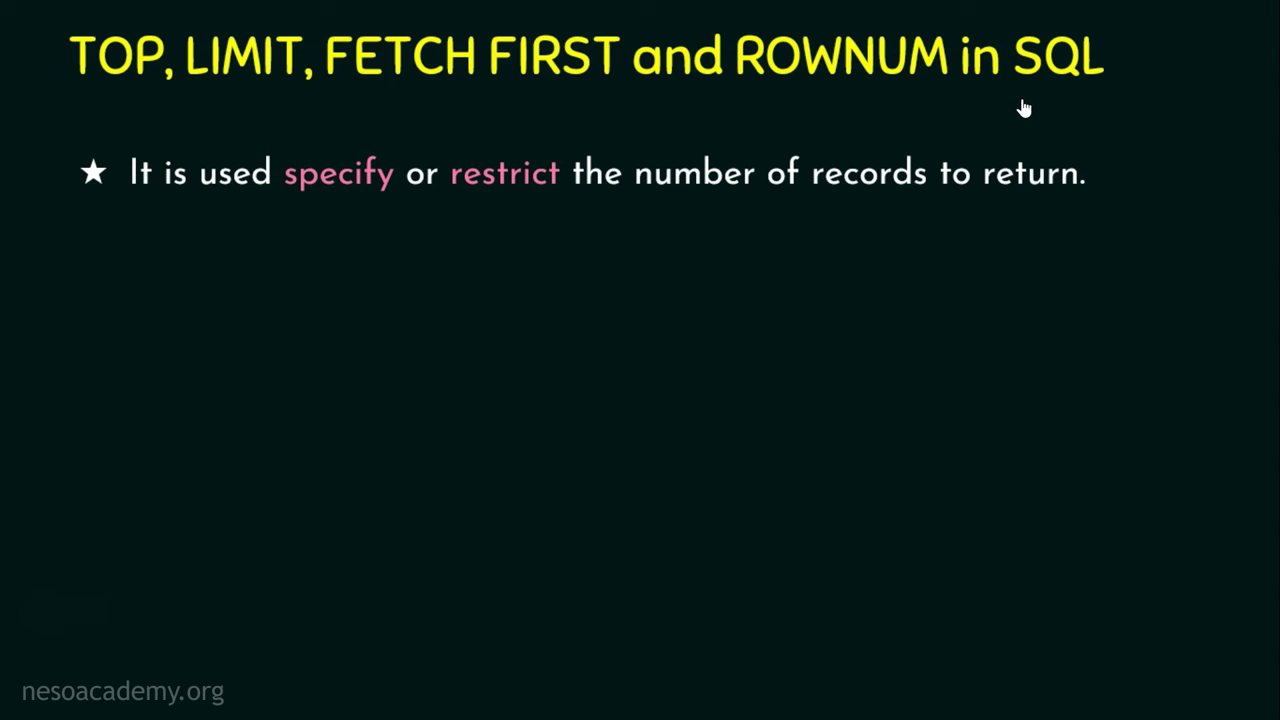 TOP, LIMIT, FETCH FIRST and ROWNUM in SQL
★ It is used specify or restrict the number of records to return.
nesoacademy.org